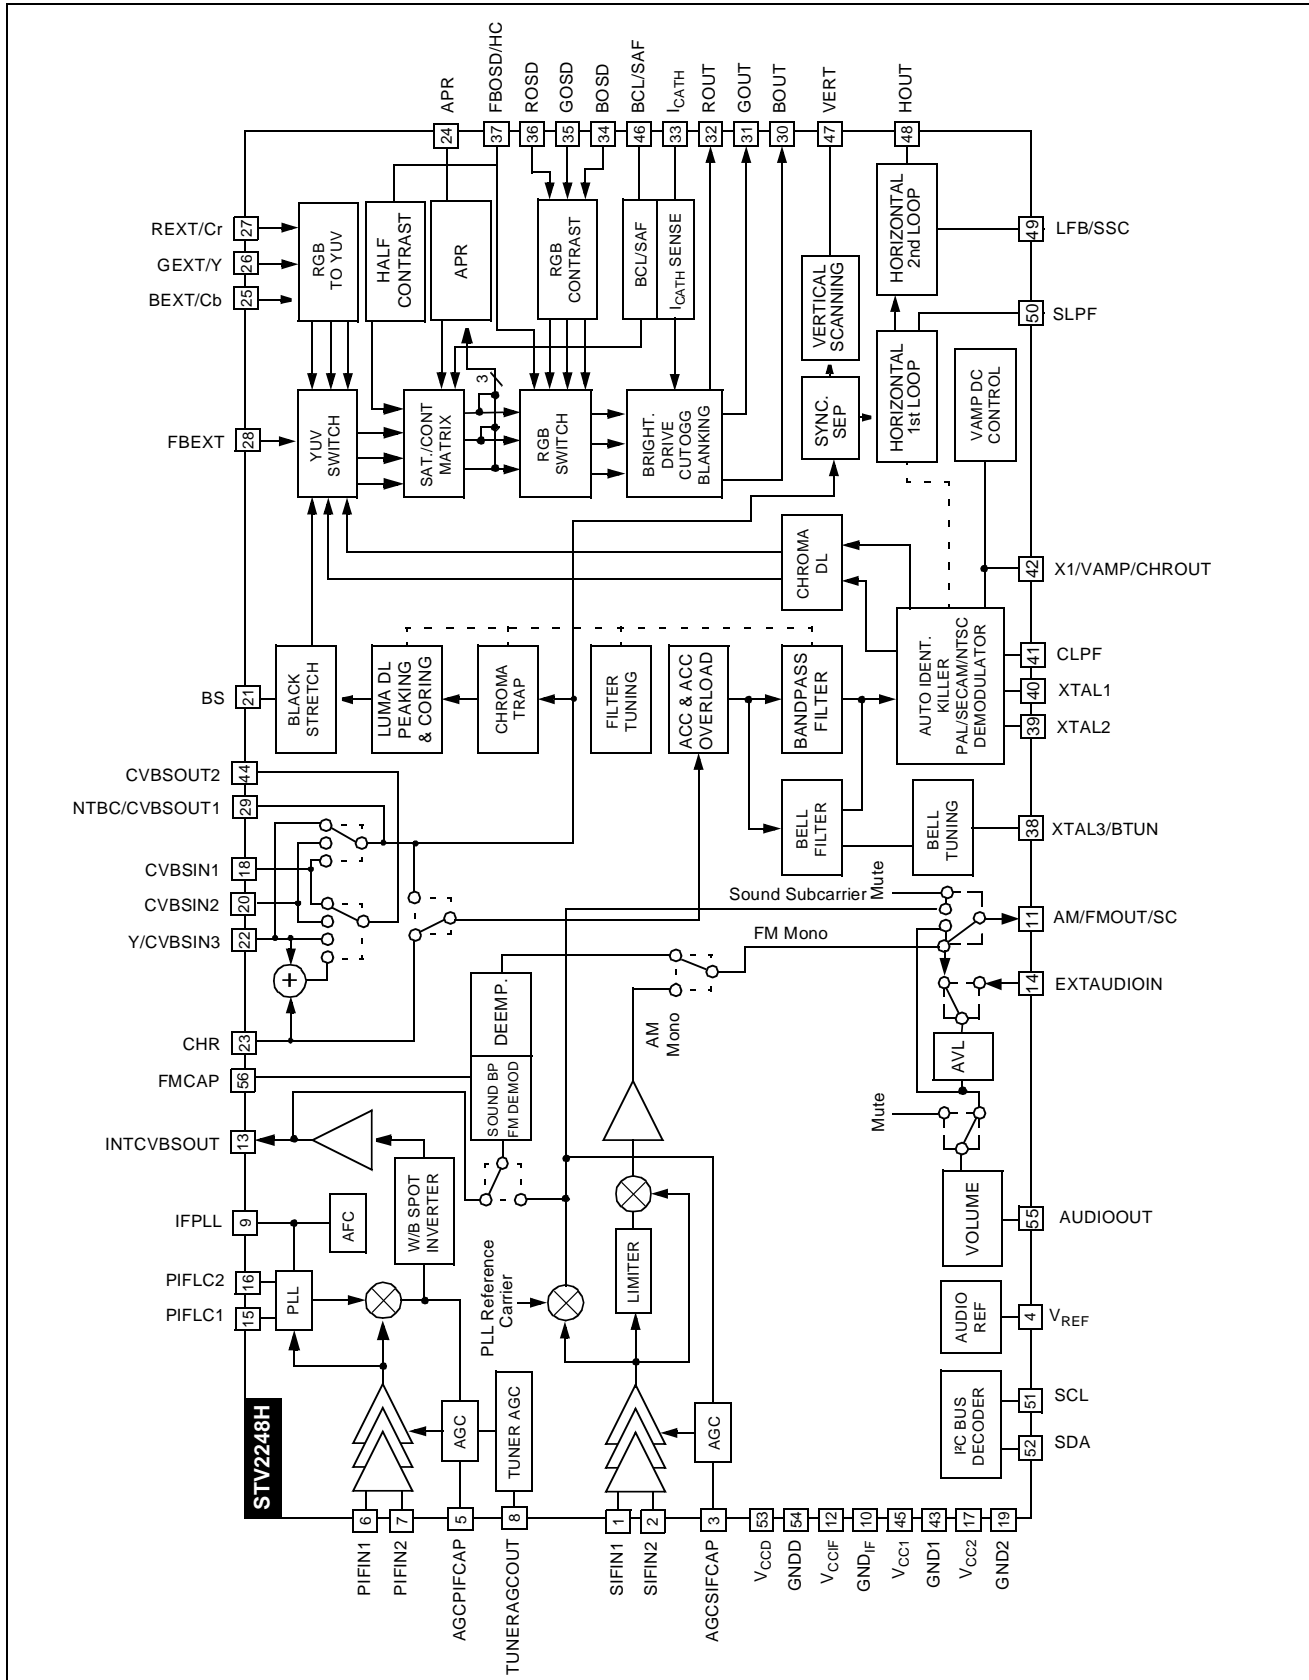 APR
FBOSD/HC
ROSD
GOSD
BOSD
BCL/SAF
ICATH
ROUT
GOUT
BOUT
VERT
HOUT
24
37
36
35
34
46
33
32
31
30
47
48
REXT/Cr
27
GEXT/Y
26
BEXT/Cb
25
RGB
TO YUV
HALF
CONTRAST
APR
RGB
CONTRAST
BCL/SAF
ICATH SENSE
VERTICAL
SCANNING
HORIZONTAL
2nd LOOP
49
LFB/SSC
50
SLPF
FBEXT
28
YUV
SWITCH
SAT./CONT
MATRIX
3
RGB
SWITCH
BRIGHT.
DRIVE
CUTOGG
BLANKING
SYNC.
SEP
HORIZONTAL
1st LOOP
VAMP DC
CONTROL
CHROMA
DL
42
X1/VAMP/CHROUT
BS
21
BLACK
STRETCH
LUMA DL
PEAKING
& CORING
CHROMA
TRAP
FILTER
TUNING
ACC & ACC
OVERLOAD
BANDPASS
FILTER
AUTO IDENT.
KILLER
PAL/SECAM/NTSC
DEMODULATOR
41
CLPF
40
XTAL1
39
XTAL2
CVBSOUT2
44
NTBC/CVBSOUT1
29
BELL
FILTER
BELL
TUNING
38
XTAL3/BTUN
CVBSIN1
18
CVBSIN2
20
Y/CVBSIN3
22
+
Sound Subcarrier
Mute
FM Mono
11
AM/FMOUT/SC
14
EXTAUDIOIN
CHR
23
FMCAP
56
DEEMP.
SOUND BP
FM DEMOD
AM
Mono
AVL
Mute
INTCVBSOUT
13
W/B SPOT
INVERTER
IFPLL
9
AFC
PIFLC2
16
PIFLC1
15
PLL
PLL Reference
Carrier
LIMITER
VOLUME
55
AUDIOOUT
AUDIO
REF
4
VREF
STV2248H
AGC
TUNER AGC
AGC
I²C BUS
DECODER
51
SCL
52
SDA
6
7
5
8
1
2
3
53
54
12
10
45
43
17
19
PIFIN1
PIFIN2
AGCPIFCAP
TUNERAGCOUT
SIFIN1
SIFIN2
AGCSIFCAP
VCCD
GNDD
VCCIF
GNDIF
VCC1
GND1
VCC2
GND2